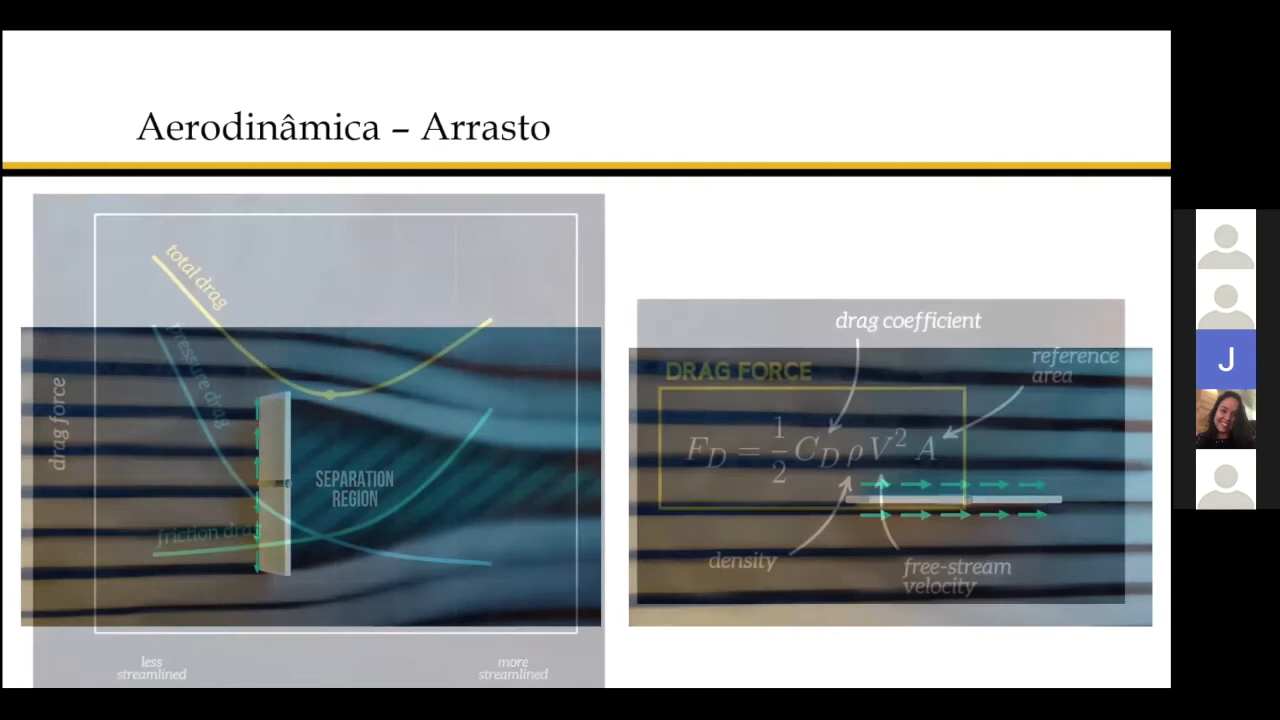 Aerodinâmica – Arrasto
total drag
pressure drag
drag force
SEPARATION
REGION
friction drag
less
streamlined
more
streamlined
drag coefficient
reference
area
DRAG FORCE
F_D = 1/2 C_D ρ V² A
density
free-stream
velocity
J